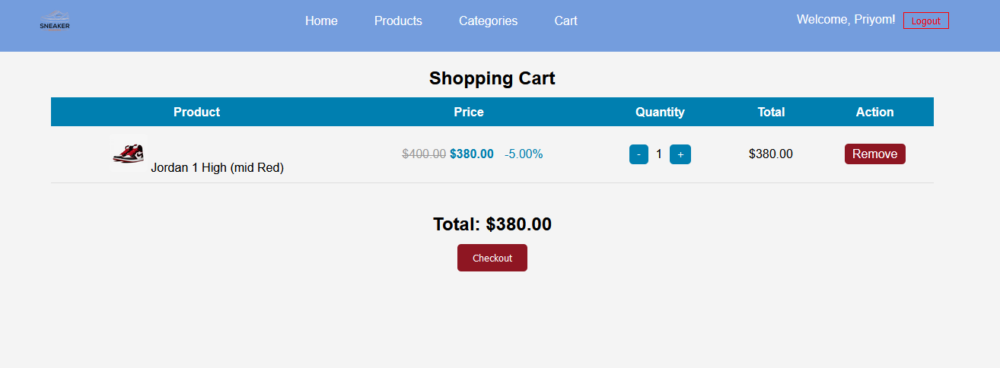 SNEAKER
Home Products Categories Cart
Welcome, Priyom! Logout
Shopping Cart
Product Price Quantity Total Action
Jordan 1 High (mid Red) $400.00 $380.00 -5.00% - 1 + $380.00 Remove
Total: $380.00
Checkout